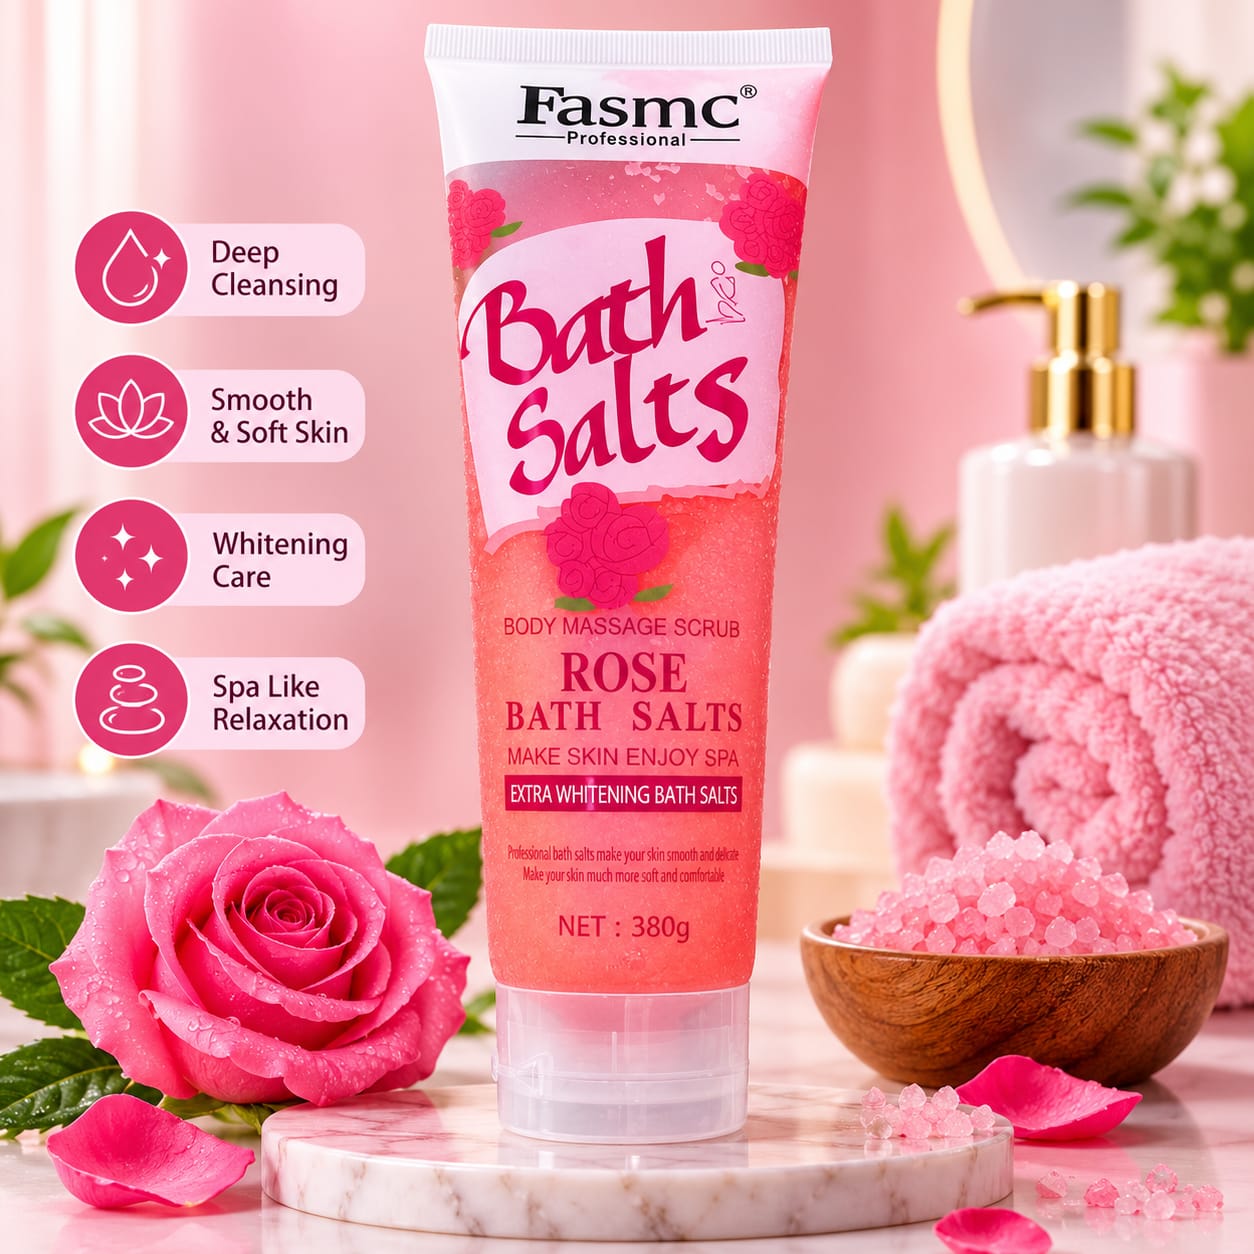 Fasmc®
Professional
Bath
Salts
BODY MASSAGE SCRUB
ROSE
BATH SALTS
MAKE SKIN ENJOY SPA
EXTRA WHITENING BATH SALTS
Professional bath salts make your skin smooth and delicate
Make your skin much more soft and comfortable
NET : 380g
Deep
Cleansing
Smooth
& Soft Skin
Whitening
Care
Spa Like
Relaxation